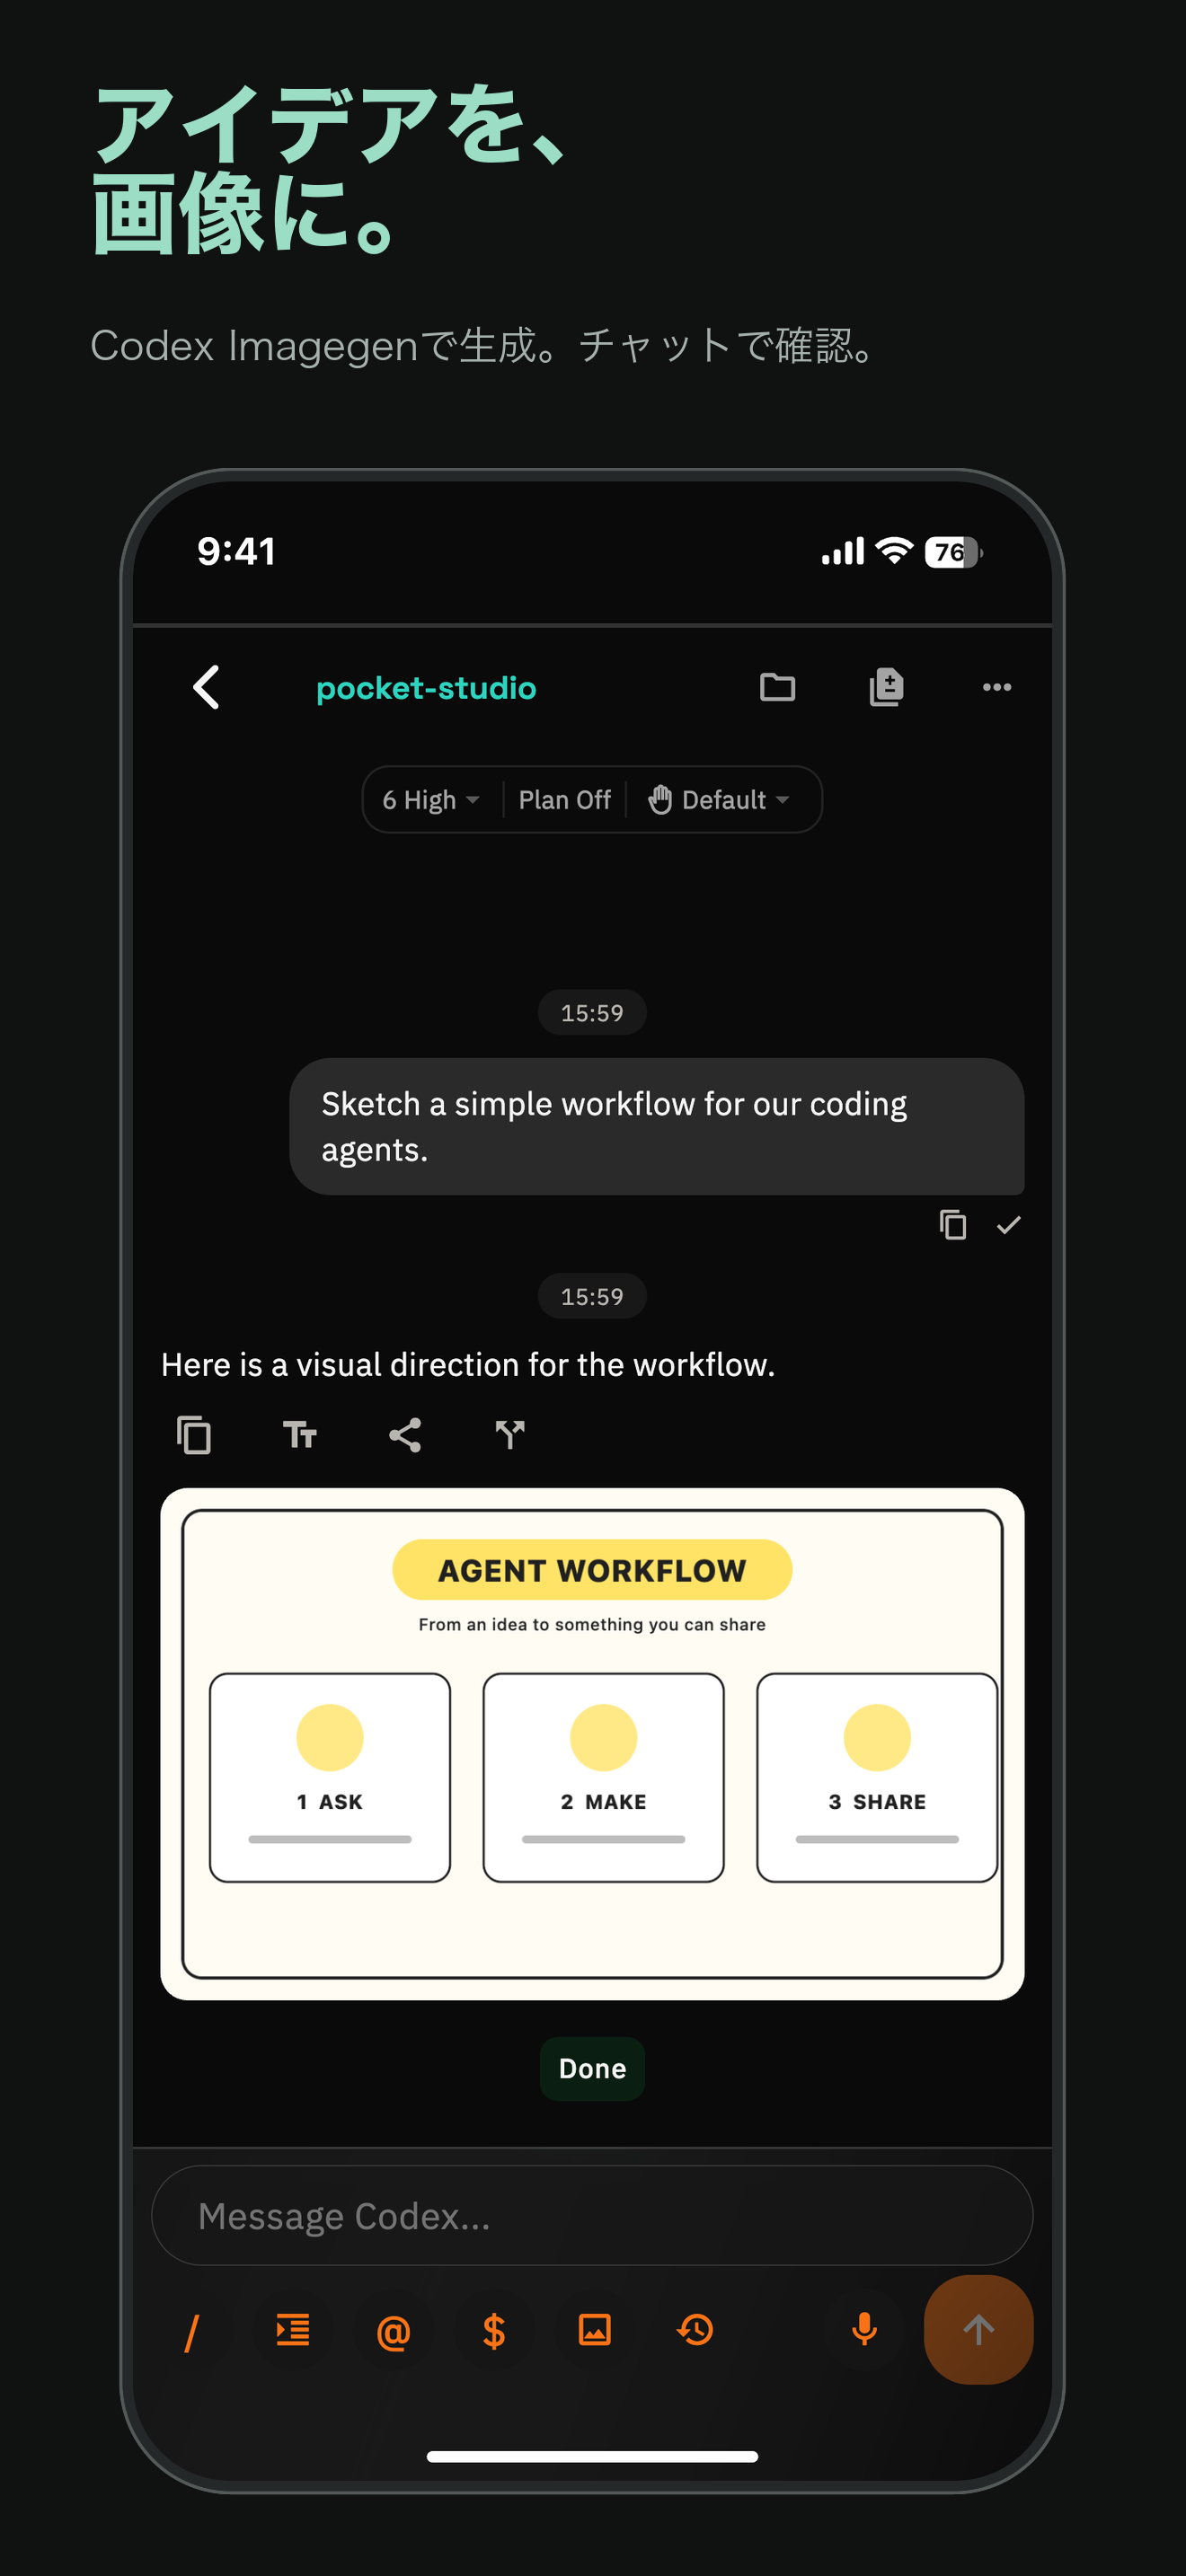 アイデアを、
画像に。
Codex Imagegenで生成。チャットで確認。
9:41
76
pocket-studio
6 High
Plan Off
Default
15:59
Sketch a simple workflow for our coding
agents.
15:59
Here is a visual direction for the workflow.
AGENT WORKFLOW
From an idea to something you can share
1 ASK
2 MAKE
3 SHARE
Done
Message Codex...
/
@
$